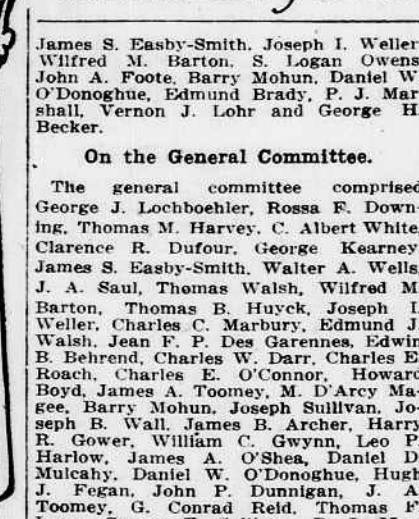 James S. Easby-Smith, Joseph I. Weller
Wilfred M. Barton, S. Logan Owens
John A. Foote, Barry Mohun, Daniel W
O'Donoghue, Edmund Brady, P. J. Mar
shall, Vernon J. Lohr and George H
Becker.
On the General Committee.
The general committee comprised
George J. Lochboehler, Rossa F. Down-
ing, Thomas M. Harvey, C. Albert White
Clarence R. Dufour, George Kearney
James S. Easby-Smith, Walter A. Wells
J. A. Saul, Thomas Walsh, Wilfred M
Barton, Thomas B. Huyck, Joseph I.
Weller, Charles C. Marbury, Edmund J.
Walsh, Jean F. P. Des Garennes, Edwin
B. Behrend, Charles W. Darr, Charles E
Roach, Charles E. O'Connor, Howard
Boyd, James A. Toomey, M. D'Arcy Ma-
gee, Barry Mohun, Joseph Sullivan, Jo-
seph B. Wall, James B. Archer, Harry
R. Gower, William C. Gwynn, Leo P
Harlow, James A. O'Shea, Daniel D
Mulcahy, Daniel W. O'Donoghue, Hugh
J. Fegan, John P. Dunnigan, J. A
Toomey, G. Conrad Reid, Thomas F